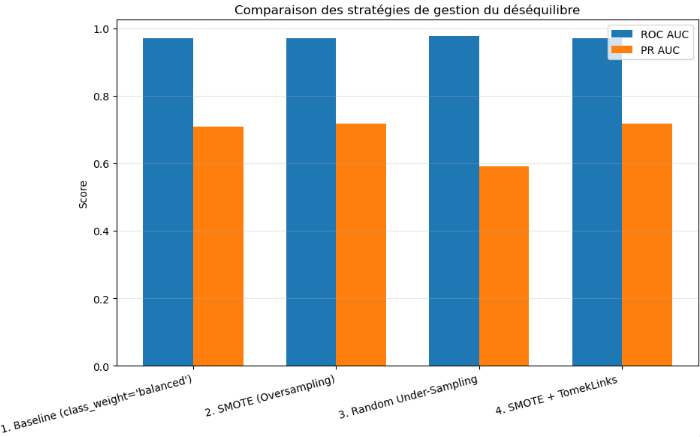 Comparaison des stratégies de gestion du déséquilibre
ROC AUC
PR AUC
Score
1.0
0.8
0.6
0.4
0.2
0.0
1. Baseline (class_weight='balanced')
2. SMOTE (Oversampling)
3. Random Under-Sampling
4. SMOTE + TomekLinks